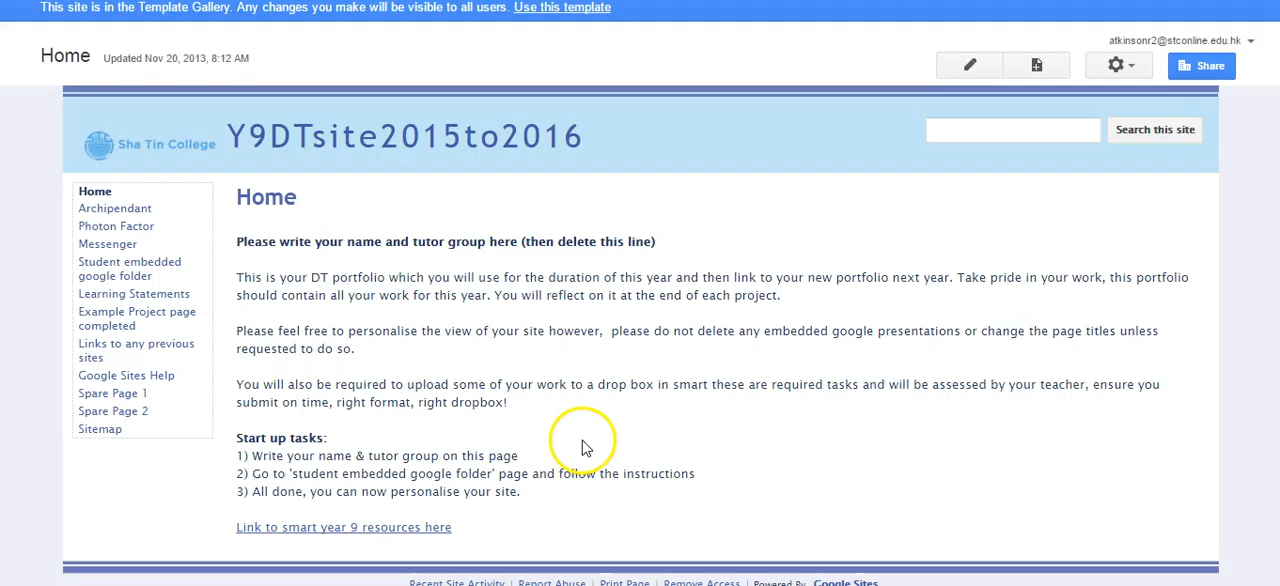 This site is in the Template Gallery. Any changes you make will be visible to all users. Use this template
atkinsonr2@stconline.edu.hk
Home Updated Nov 20, 2013, 8:12 AM
Share
Sha Tin College Y9DTsite2015to2016
Search this site
Home
Archipendant
Photon Factor
Messenger
Student embedded
google folder
Learning Statements
Example Project page
completed
Links to any previous
sites
Google Sites Help
Spare Page 1
Spare Page 2
Sitemap
Home
Please write your name and tutor group here (then delete this line)
This is your DT portfolio which you will use for the duration of this year and then link to your new portfolio next year. Take pride in your work, this portfolio
should contain all your work for this year. You will reflect on it at the end of each project.
Please feel free to personalise the view of your site however,  please do not delete any embedded google presentations or change the page titles unless
requested to do so.
You will also be required to upload some of your work to a drop box in smart these are required tasks and will be assessed by your teacher, ensure you
submit on time, right format, right dropbox!
Start up tasks:
1) Write your name & tutor group on this page
2) Go to 'student embedded google folder' page and follow the instructions
3) All done, you can now personalise your site.
Link to smart year 9 resources here
Recent Site Activity | Report Abuse | Print Page | Remove Access | Powered By Google Sites